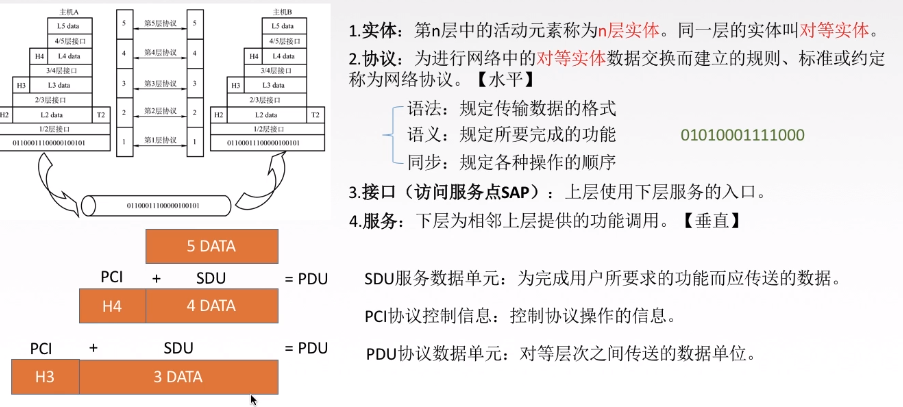 主机A
L5 data
4/5层接口
H4 L4 data
3/4层接口
H3 L3 data
2/3层接口
H2 L2 data T2
1/2层接口
01100011100000100101
5 第5层协议 5
4 第4层协议 4
3 第3层协议 3
2 第2层协议 2
1 第1层协议 1
主机B
L5 data
4/5层接口
H4 L4 data
3/4层接口
H3 L3 data
2/3层接口
H2 L2 data T2
1/2层接口
01100011100000100101
01100011100000100101
5 DATA
PCI + SDU = PDU
H4 4 DATA
PCI + SDU = PDU
H3 3 DATA
1.实体：第n层中的活动元素称为n层实体。同一层的实体叫对等实体。
2.协议：为进行网络中的对等实体数据交换而建立的规则、标准或约定
称为网络协议。【水平】
语法：规定传输数据的格式
语义：规定所要完成的功能 01010001111000
同步：规定各种操作的顺序
3.接口（访问服务点SAP）：上层使用下层服务的入口。
4.服务：下层为相邻上层提供的功能调用。【垂直】
SDU服务数据单元：为完成用户所要求的功能而应传送的数据。
PCI协议控制信息：控制协议操作的信息。
PDU协议数据单元：对等层次之间传送的数据单位。